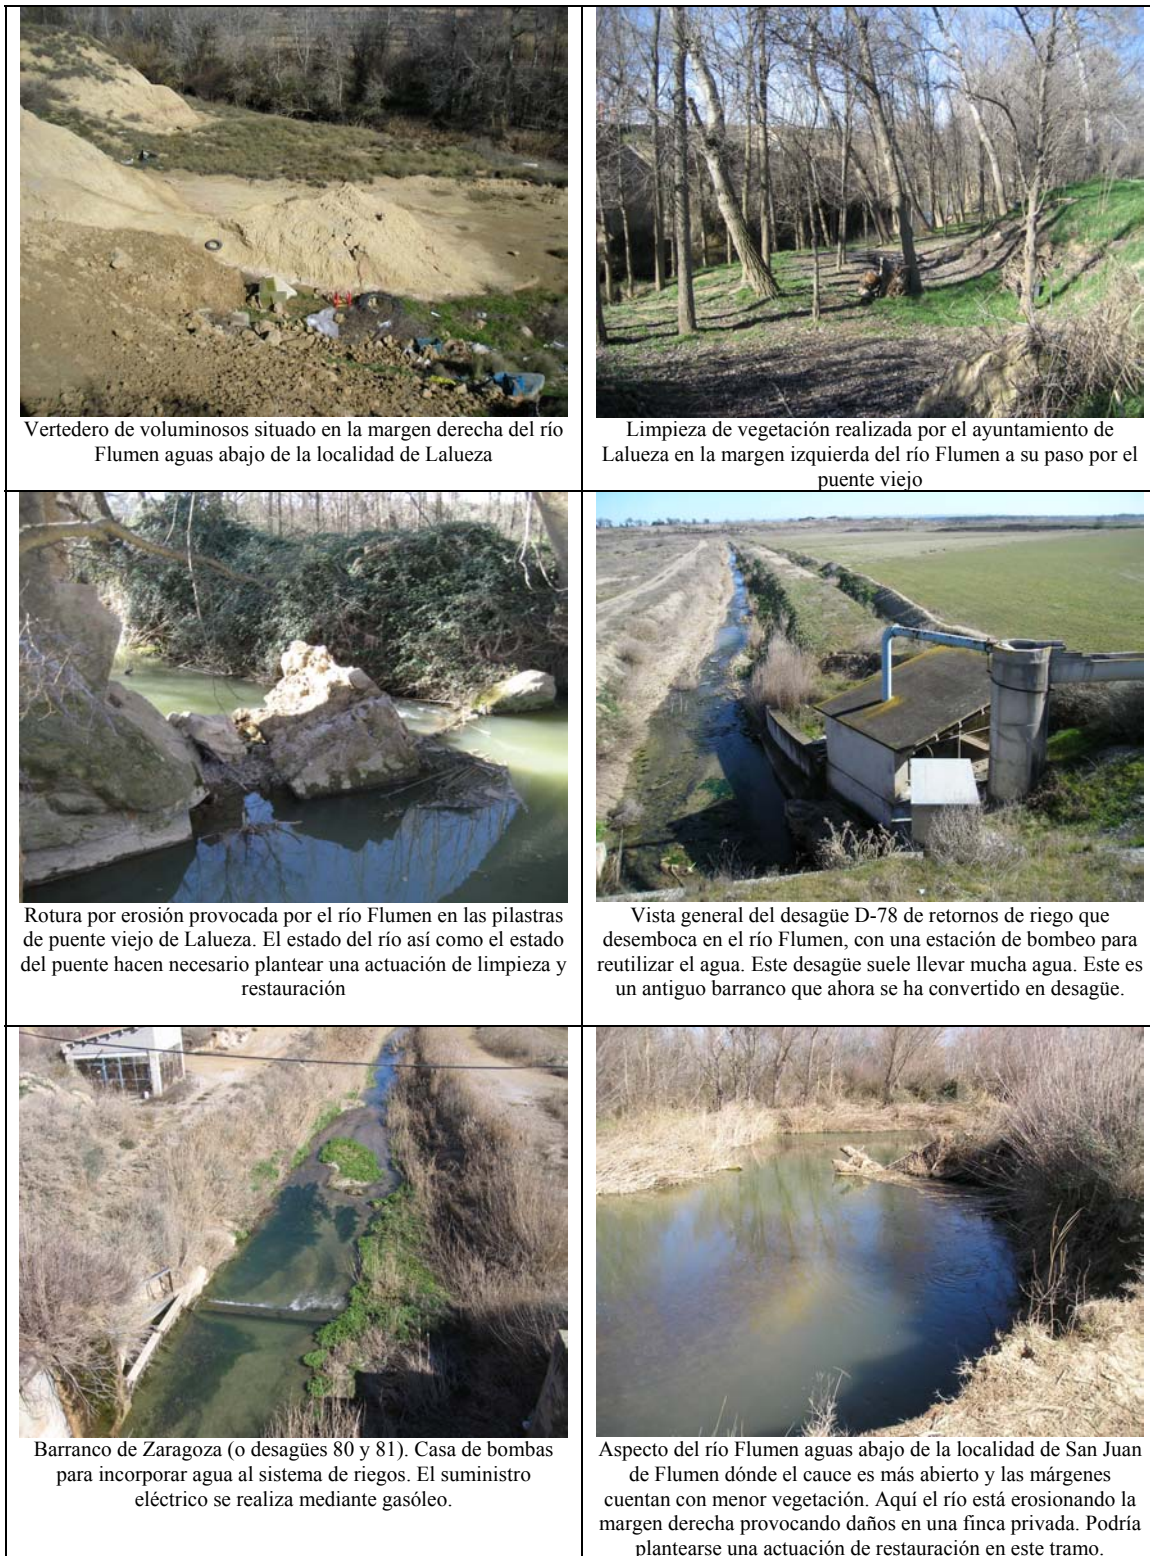 Vertedero de voluminosos situado en la margen derecha del río
Flumen aguas abajo de la localidad de Lalueza
Limpieza de vegetación realizada por el ayuntamiento de
Lalueza en la margen izquierda del río Flumen a su paso por el
puente viejo
Rotura por erosión provocada por el río Flumen en las pilastras
de puente viejo de Lalueza. El estado del río así como el estado
del puente hacen necesario plantear una actuación de limpieza y
restauración
Vista general del desagüe D-78 de retornos de riego que
desemboca en el río Flumen, con una estación de bombeo para
reutilizar el agua. Este desagüe suele llevar mucha agua. Este es
un antiguo barranco que ahora se ha convertido en desagüe.
Barranco de Zaragoza (o desagües 80 y 81). Casa de bombas
para incorporar agua al sistema de riegos. El suministro
eléctrico se realiza mediante gasóleo.
Aspecto del río Flumen aguas abajo de la localidad de San Juan
de Flumen dónde el cauce es más abierto y las márgenes
cuentan con menor vegetación. Aquí el río está erosionando la
margen derecha provocando daños en una finca privada. Podría
plantearse una actuación de restauración en este tramo.